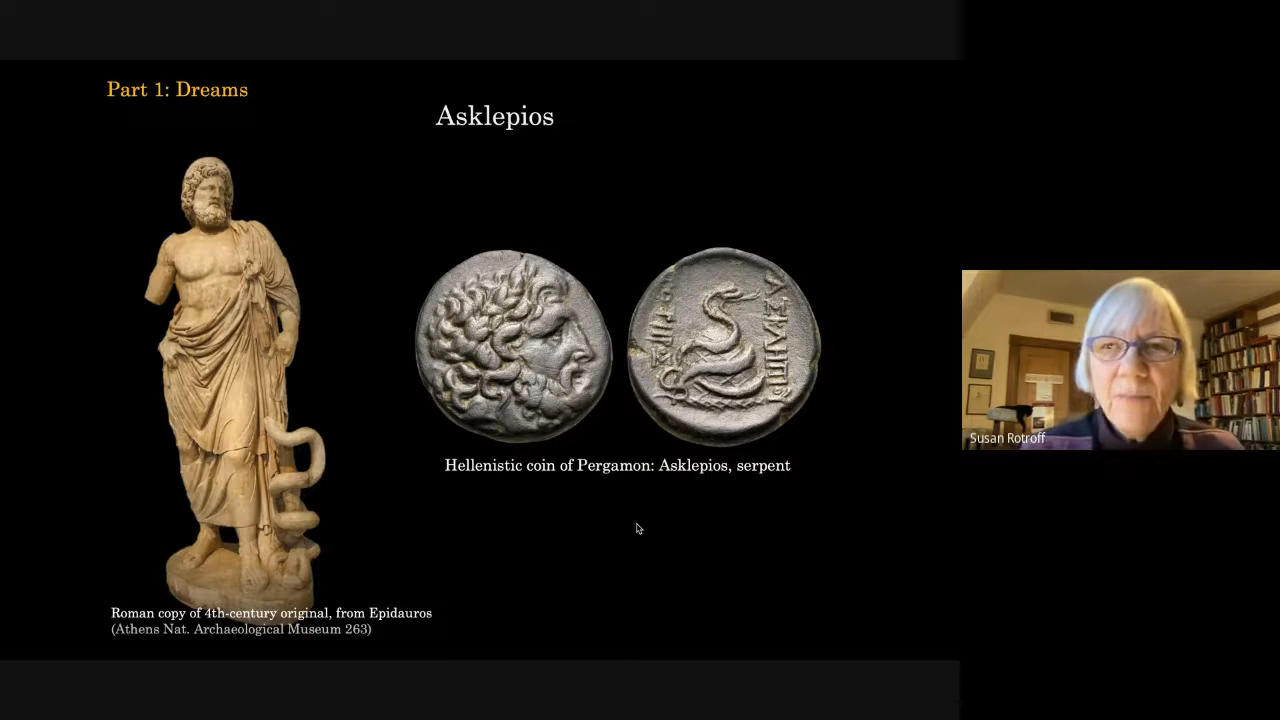 Part 1: Dreams
Asklepios
Hellenistic coin of Pergamon: Asklepios, serpent
Roman copy of 4th-century original, from Epidauros
(Athens Nat. Archaeological Museum 263)
Susan Rotroff